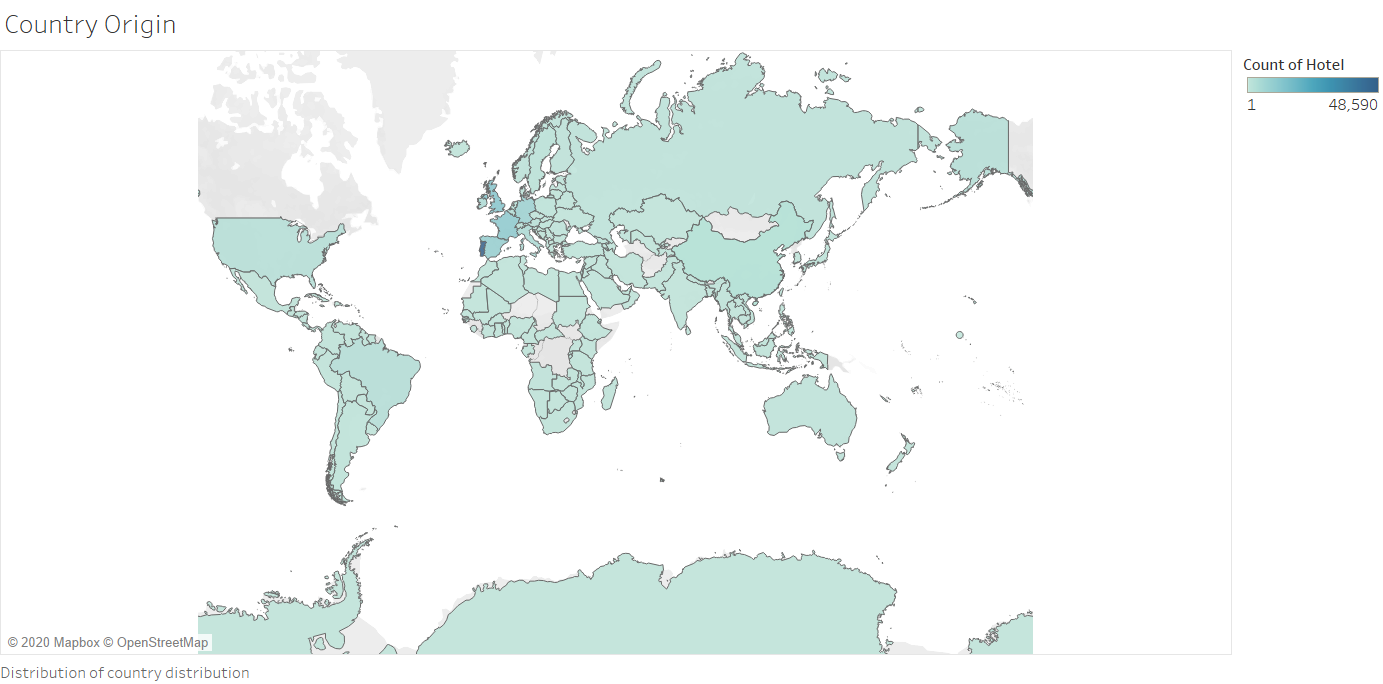 Country Origin
Count of Hotel
1 48,590
© 2020 Mapbox © OpenStreetMap
Distribution of country distribution